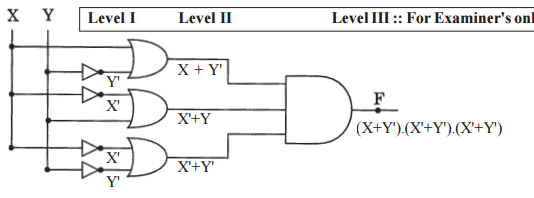 X Y Level I Level II Level III :: For Examiner's onl
Y'
X + Y'
X'
X'+Y
F
(X+Y').(X'+Y').(X'+Y')
X'
X'+Y'
Y'